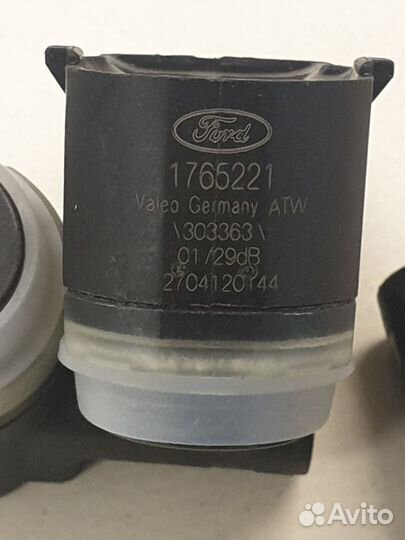 Ford
1765221
Valeo Germany ATW
\303363\
01/29dB
2704120144
Avito